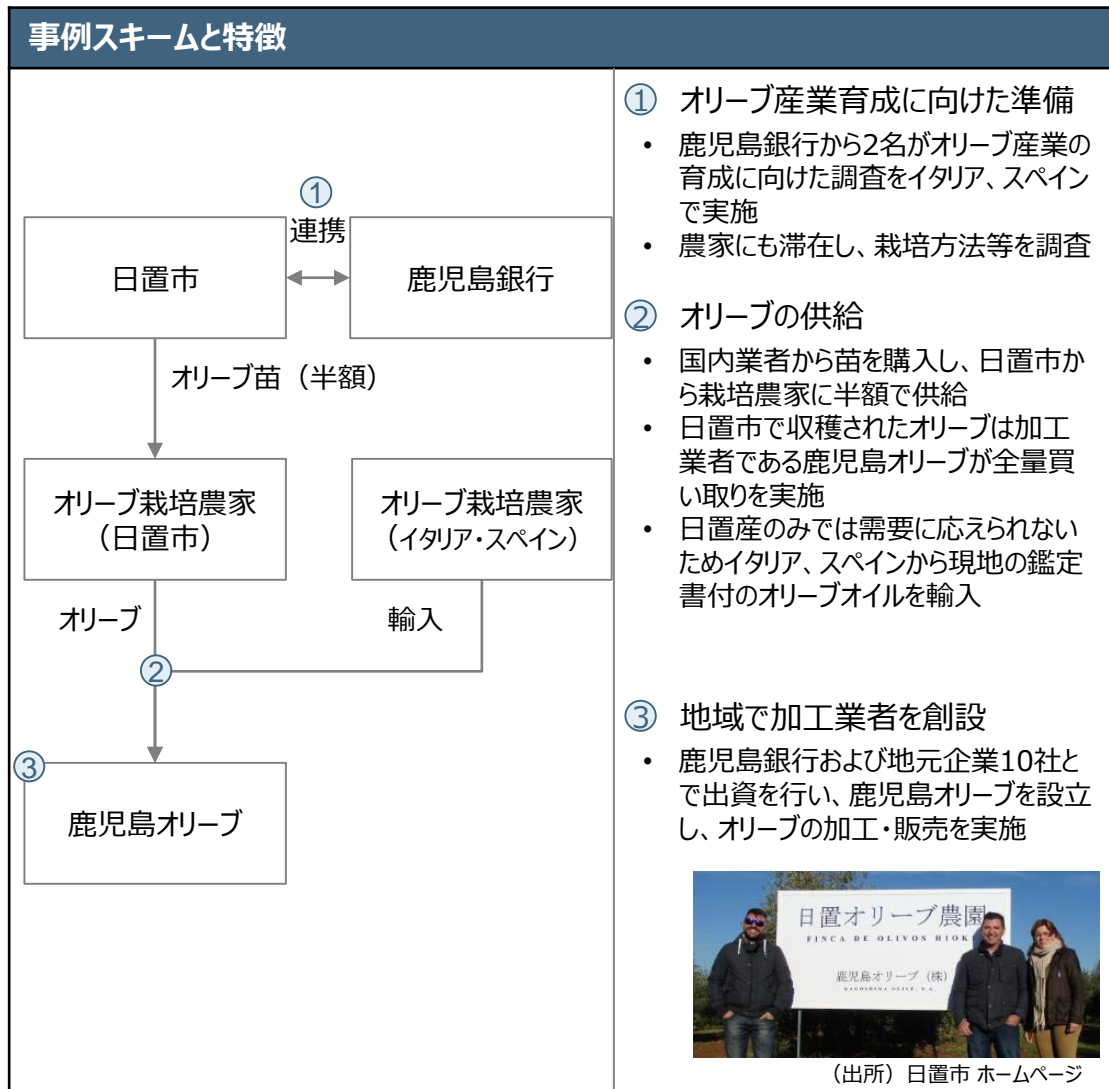 事例スキームと特徴
①
連携
日置市
鹿児島銀行
オリーブ苗（半額）
オリーブ栽培農家
（日置市）
オリーブ栽培農家
（イタリア・スペイン）
オリーブ
輸入
②
③
鹿児島オリーブ
① オリーブ産業育成に向けた準備
• 鹿児島銀行から2名がオリーブ産業の
育成に向けた調査をイタリア、スペイン
で実施
• 農家にも滞在し、栽培方法等を調査
② オリーブの供給
• 国内業者から苗を購入し、日置市か
ら栽培農家に半額で供給
• 日置市で収穫されたオリーブは加工
業者である鹿児島オリーブが全量買
い取りを実施
• 日置産のみでは需要に応えられない
ためイタリア、スペインから現地の鑑定
書付のオリーブオイルを輸入
③ 地域で加工業者を創設
• 鹿児島銀行および地元企業10社と
で出資を行い、鹿児島オリーブを設立
し、オリーブの加工・販売を実施
日置オリーブ農園
FINCA DE OLIVOS HIOKI
鹿児島オリーブ（株）
KAGOSHIMA OLIVE, S.A.
（出所）日置市 ホームページ